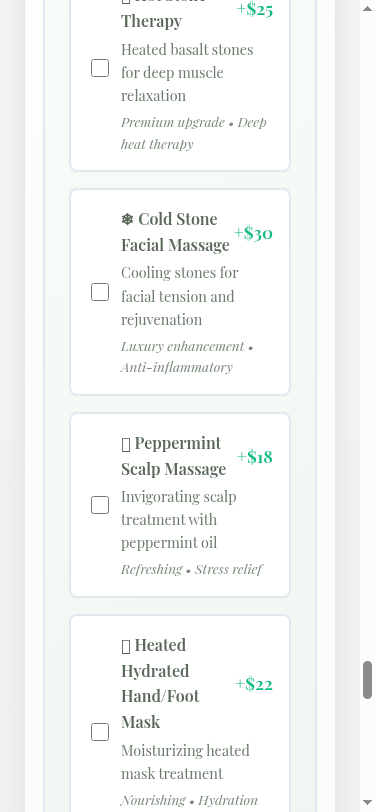 +$25
Therapy
Heated basalt stones
for deep muscle
relaxation
Premium upgrade • Deep
heat therapy
❄ Cold Stone
Facial Massage
+$30
Cooling stones for
facial tension and
rejuvenation
Luxury enhancement •
Anti-inflammatory
Peppermint
Scalp Massage
+$18
Invigorating scalp
treatment with
peppermint oil
Refreshing • Stress relief
Heated
Hydrated
Hand/Foot
Mask
+$22
Moisturizing heated
mask treatment
Nourishing • Hydration